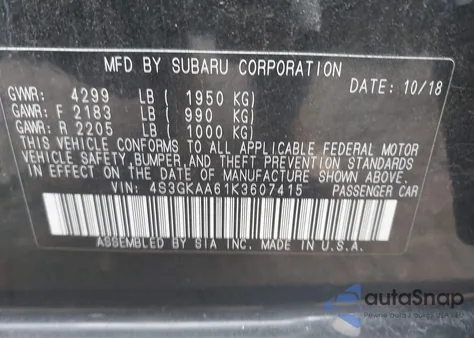 MFD BY SUBARU CORPORATION
DATE: 10/18
GVWR: 4299 LB ( 1950 KG)
GAWR: F 2183 LB ( 990 KG)
GAWR: R 2205 LB ( 1000 KG)
THIS VEHICLE CONFORMS TO ALL APPLICABLE FEDERAL MOTOR
VEHICLE SAFETY, BUMPER, AND THEFT PREVENTION STANDARDS
IN EFFECT ON THE DATE OF MANUFACTURE SHOWN ABOVE.
VIN: 4S3GKAA61K3607415 PASSENGER CAR
ASSEMBLED BY SIA INC. MADE IN U.S.A.
autoSnap